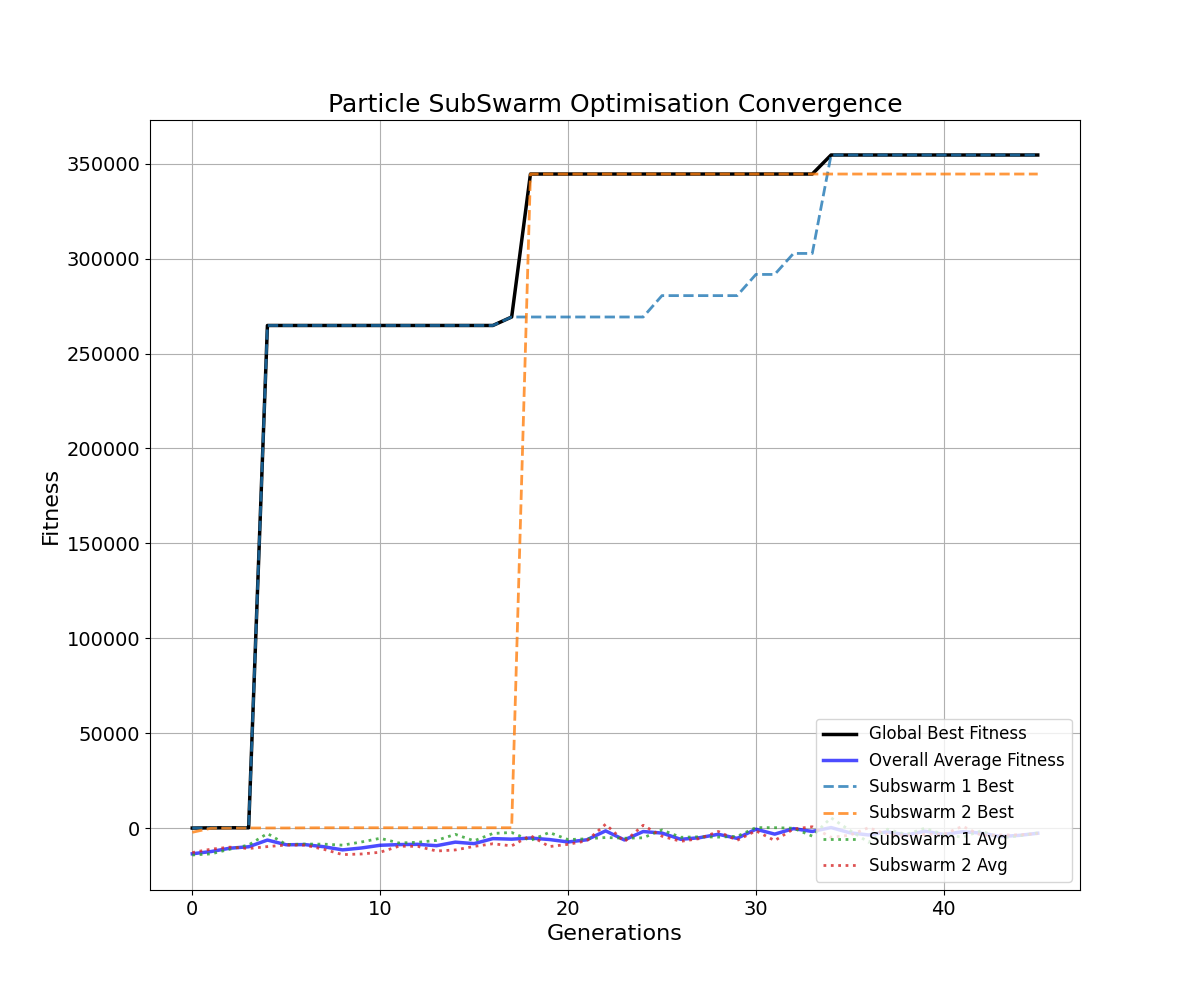 Particle SubSwarm Optimisation Convergence
Fitness
350000
300000
250000
200000
150000
100000
50000
0
0 10 20 30 40
Generations
Global Best Fitness
Overall Average Fitness
Subswarm 1 Best
Subswarm 2 Best
Subswarm 1 Avg
Subswarm 2 Avg